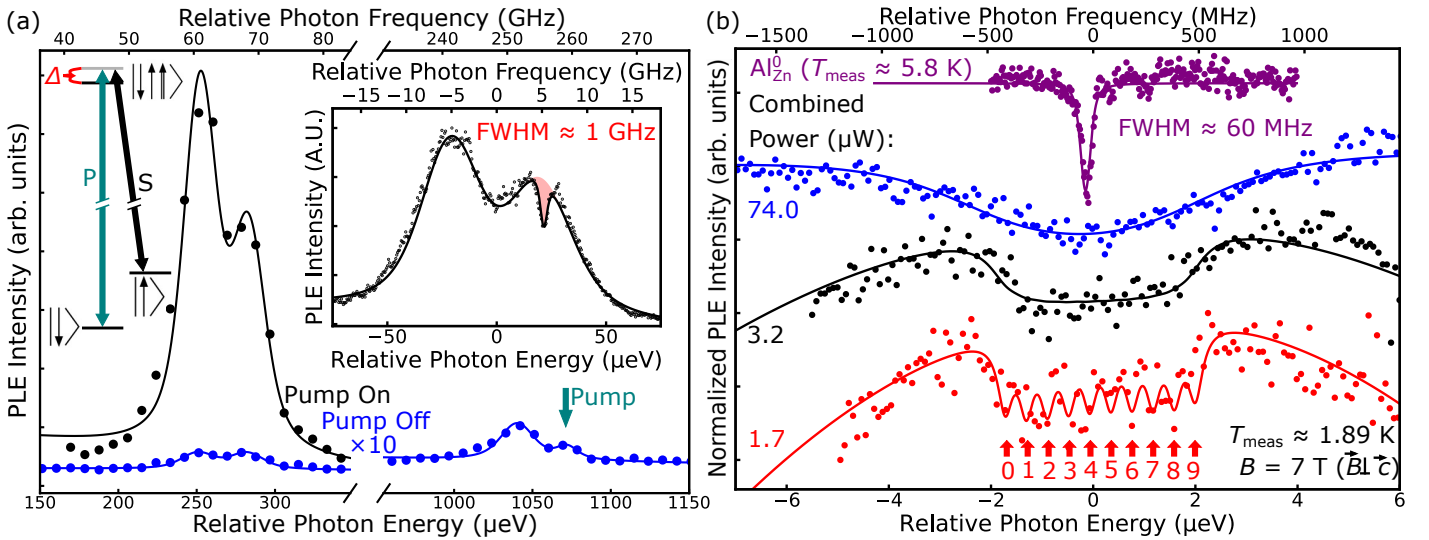 (a)
Relative Photon Frequency (GHz)
40 50 60 70 80 240 250 260 270
PLE Intensity (arb. units)
Δ
|↓↑↑⟩
P
S
|↑⟩
|↓⟩
Pump On
Pump Off
×10
Pump
150 200 250 300 1000 1050 1100 1150
Relative Photon Energy (μeV)
Relative Photon Frequency (GHz)
−15 −10 −5 0 5 10 15
FWHM ≈ 1 GHz
PLE Intensity (A.U.)
−50 0 50
Relative Photon Energy (μeV)
(b)
Relative Photon Frequency (MHz)
−1500 −1000 −500 0 500 1000
Normalized PLE Intensity (arb. units)
Al⁰Zn (Tmeas ≈ 5.8 K)
Combined
Power (μW):
FWHM ≈ 60 MHz
74.0
3.2
1.7
0 1 2 3 4 5 6 7 8 9
Tmeas ≈ 1.89 K
B = 7 T (B⊥c)
−6 −4 −2 0 2 4 6
Relative Photon Energy (μeV)